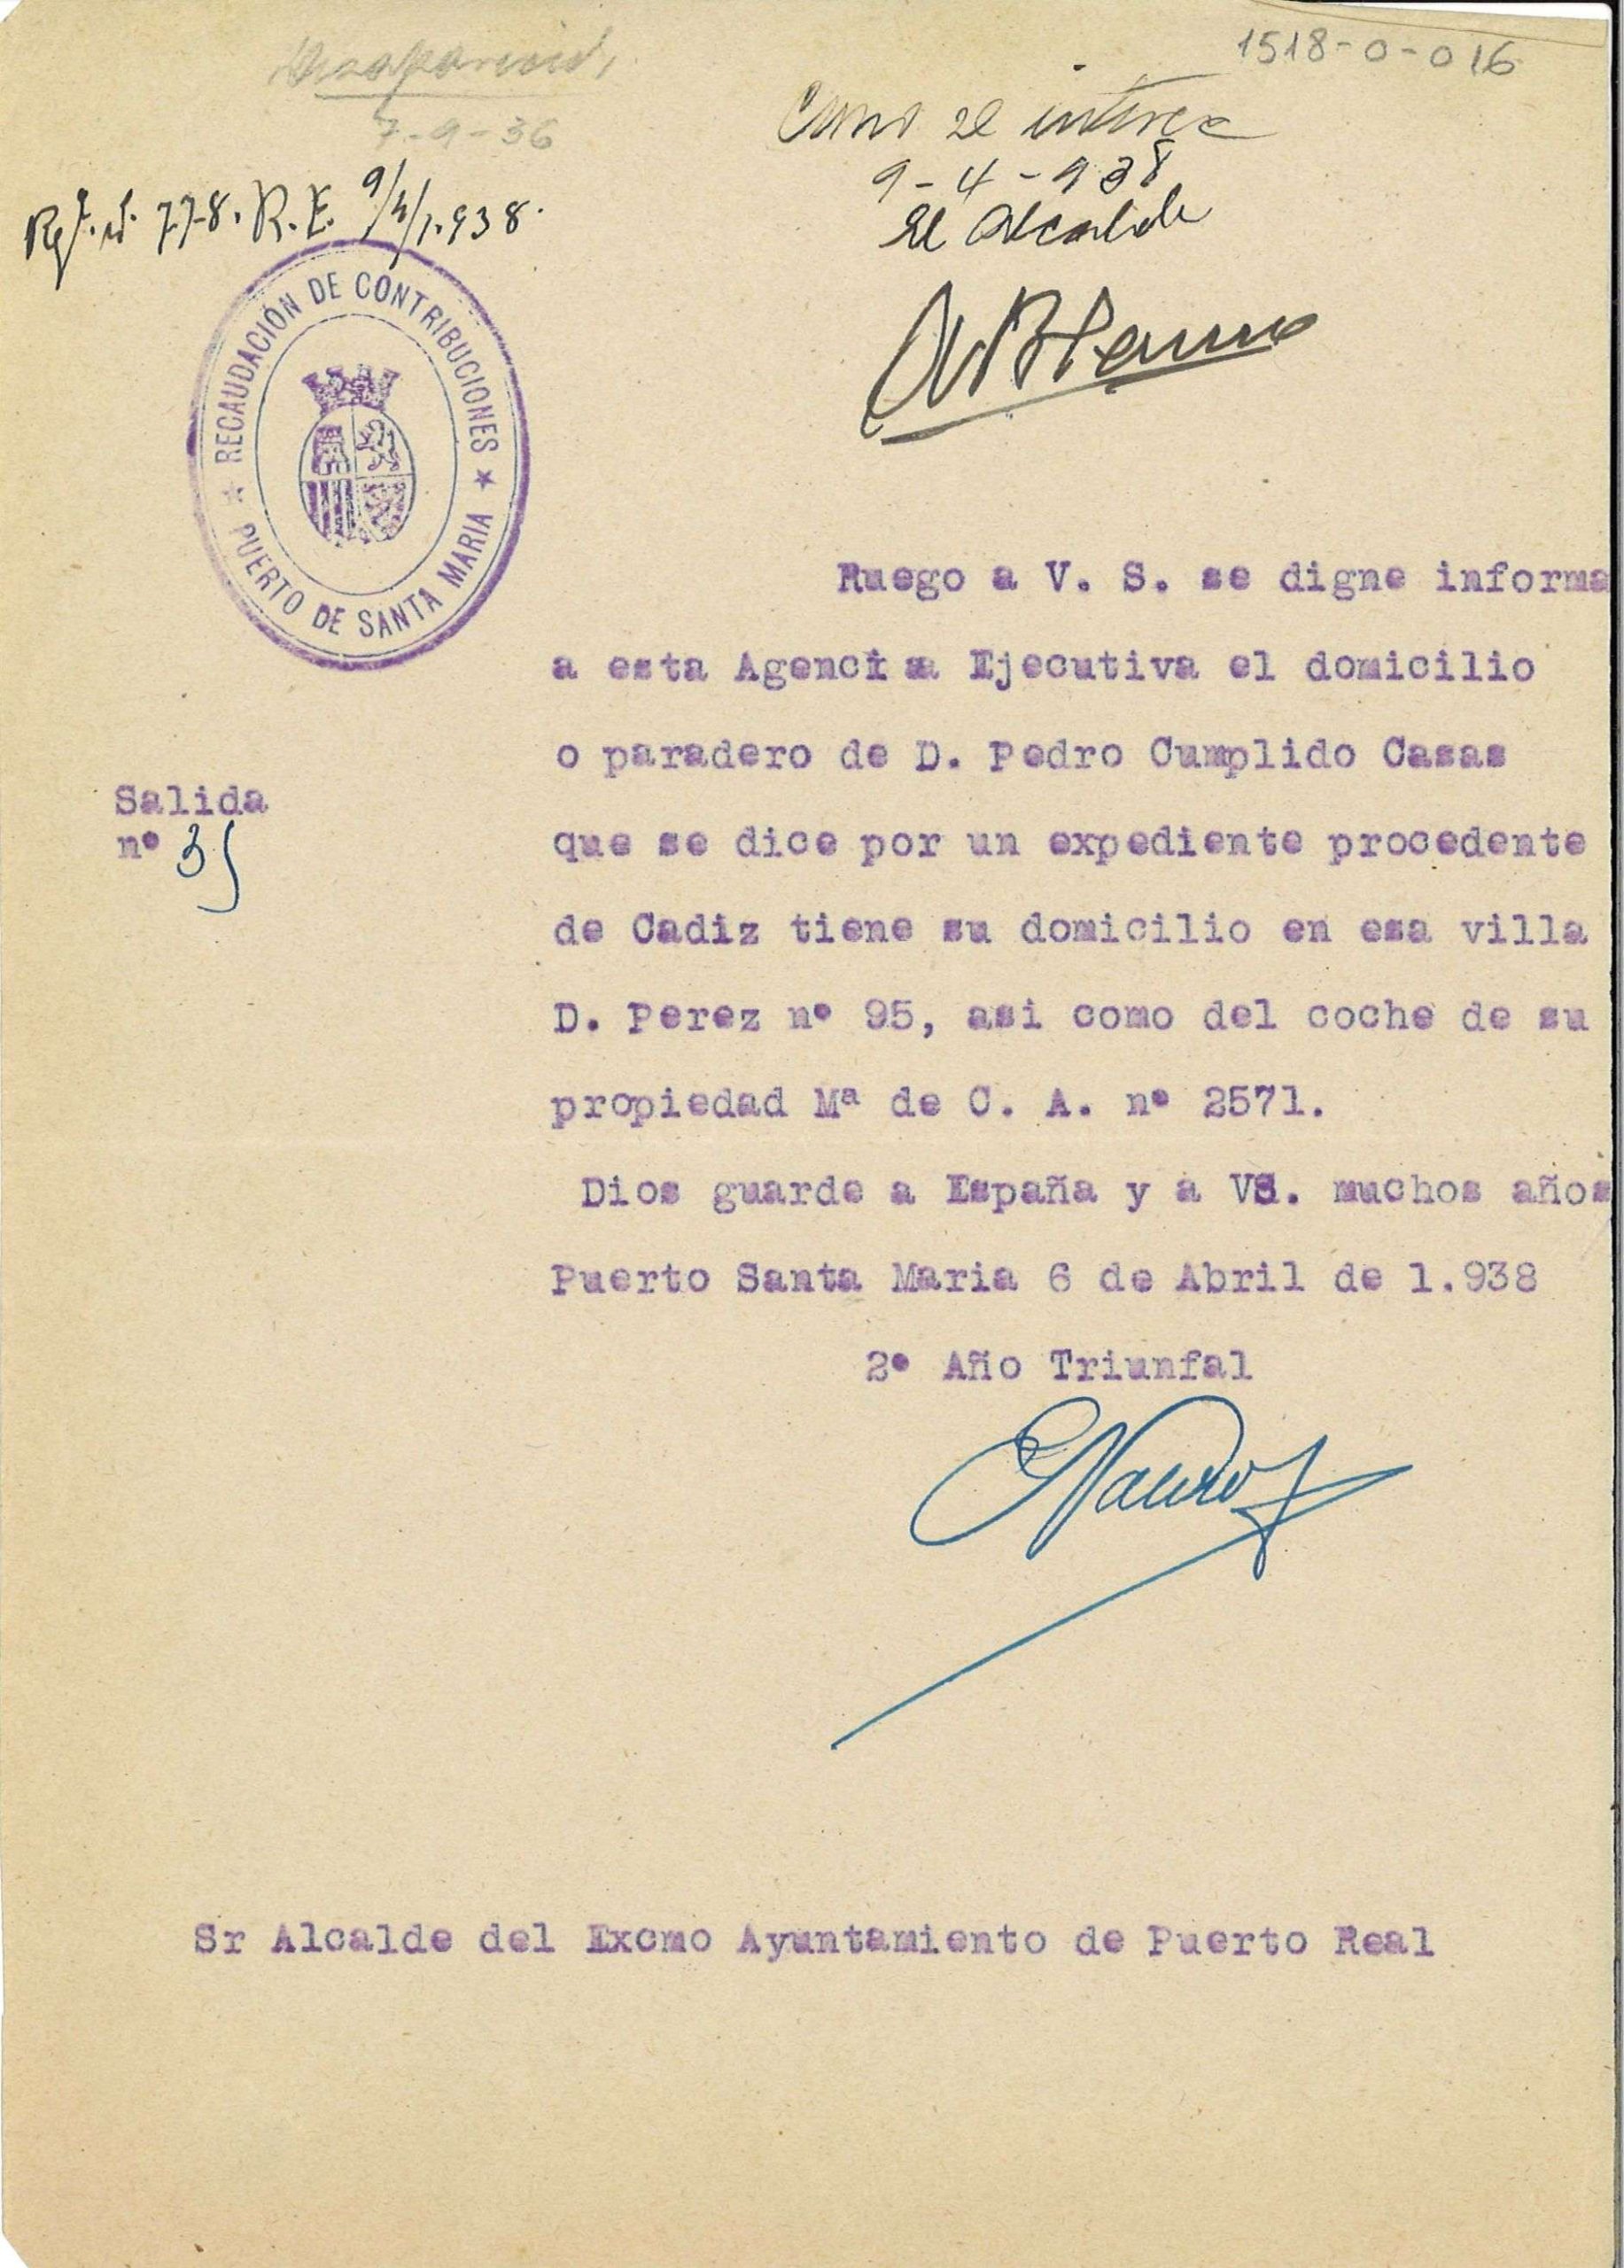 1518-0-016
7-9-36
Como se interesa
9-4-938
El Alcalde
Rgt. nº 778. R.E. 9/4/1.938.
RECAUDACIÓN DE CONTRIBUCIONES
PUERTO DE SANTA MARIA
Ruego a V. S. se digne informa
a esta Agencia Ejecutiva el domicilio
o paradero de D. Pedro Cumplido Casas
Salida
nº 35
que se dice por un expediente procedente
de Cadiz tiene su domicilio en esa villa
D. Perez nº 95, asi como del coche de su
propiedad Mª de C. A. nº 2571.
Dios guarde a España y a VS. muchos años
Puerto Santa Maria 6 de Abril de 1.938
2º Año Triunfal
Sr Alcalde del Excmo Ayuntamiento de Puerto Real